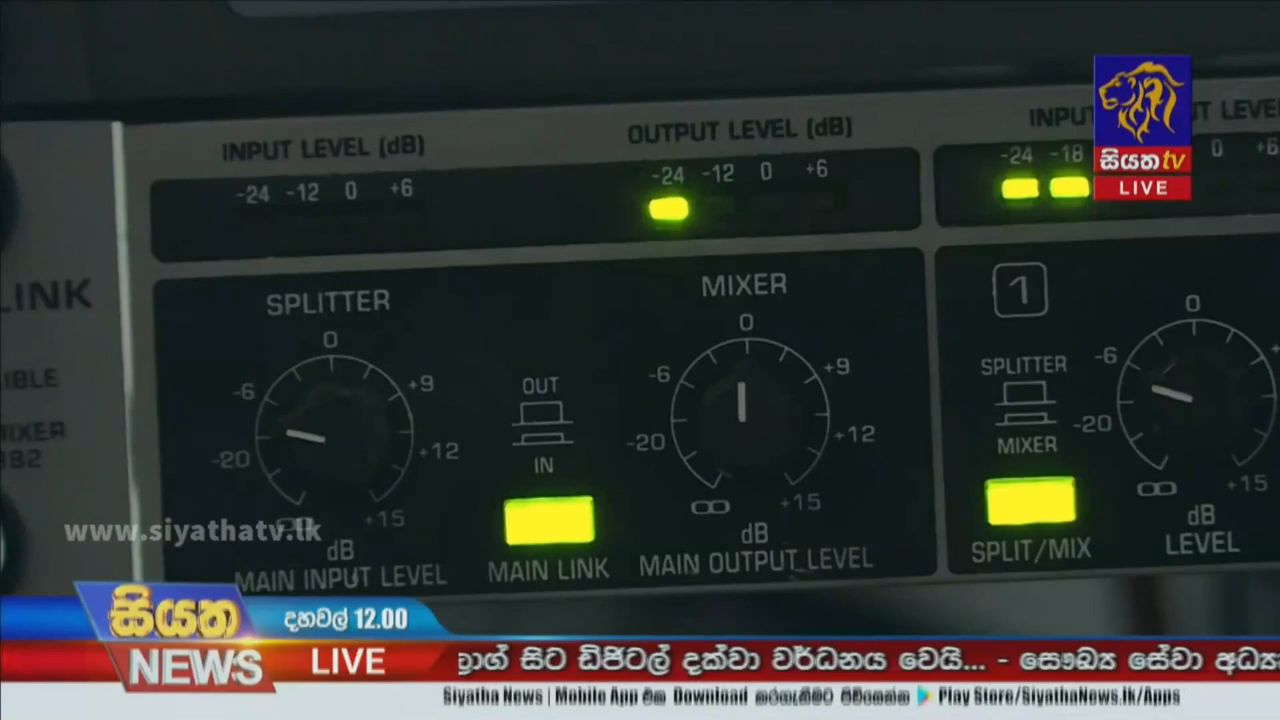 INPUT LEVEL (dB)
-24 -12 0 +6
OUTPUT LEVEL (dB)
-24 -12 0 +6
-24 -18
0 +6
සියත tv
LIVE
LINK
SPLITTER
0
-6 +9
-20 +12
+15
dB
MAIN INPUT LEVEL
OUT
IN
MAIN LINK
MIXER
0
-6 +9
-20 +12
∞ +15
dB
MAIN OUTPUT LEVEL
1
SPLITTER
MIXER
SPLIT/MIX
0
-6
-20
∞ +15
dB
LEVEL
www.siyathatv.lk
සියත
NEWS
දහවල් 12.00
LIVE
සිට ඩිජිටල් දක්වා වර්ධනය වෙයි... - සෞඛ්‍ය සේවා
Siyatha News | Mobile App එක Download කරගැනීමට පිවිසෙන්න Play Store/SiyathaNews.lk/Apps